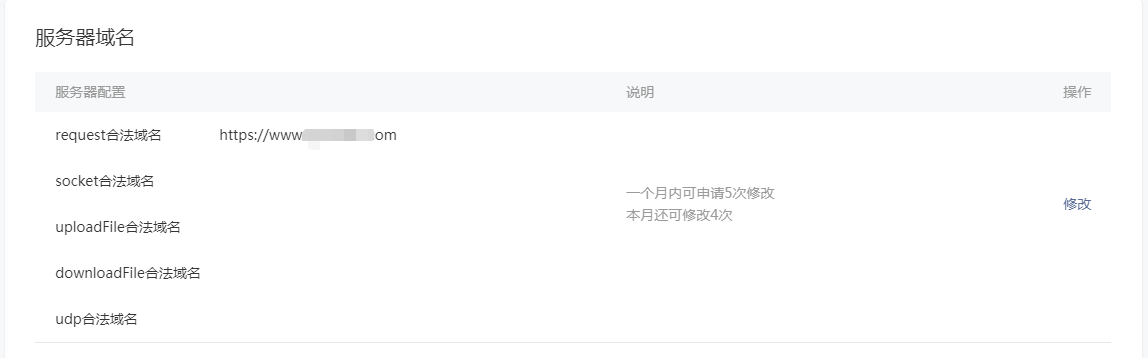 服务器域名
服务器配置 说明 操作
request合法域名 https://www om
socket合法域名
一个月内可申请5次修改
本月还可修改4次
修改
uploadFile合法域名
downloadFile合法域名
udp合法域名